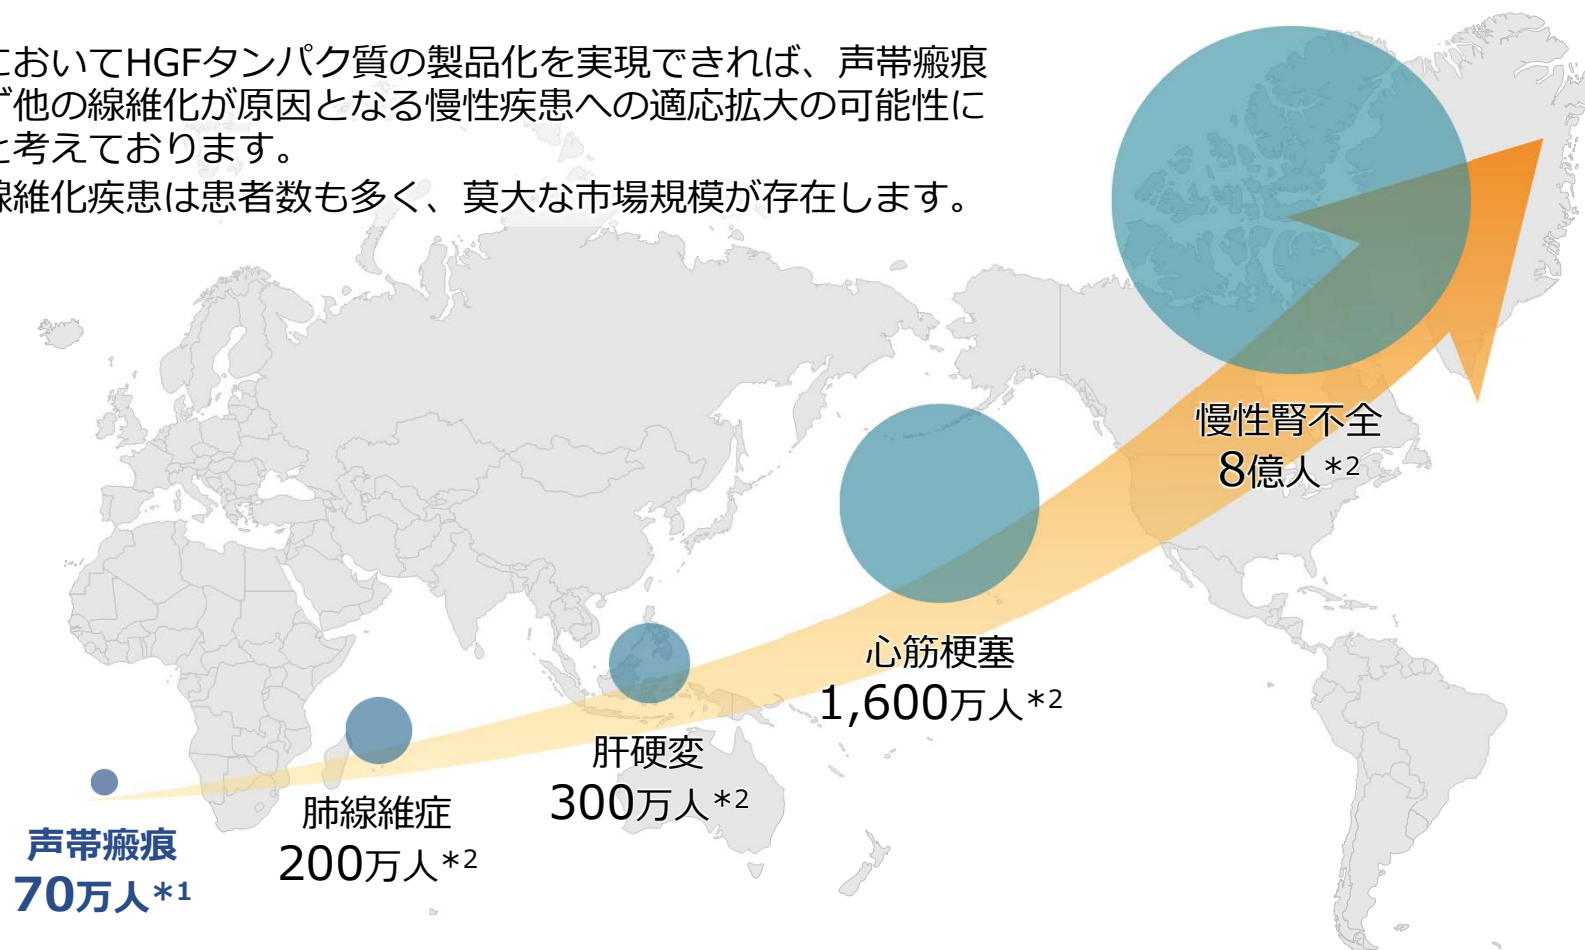 においてHGFタンパク質の製品化を実現できれば、声帯瘢痕
ず他の線維化が原因となる慢性疾患への適応拡大の可能性に
と考えております。
線維化疾患は患者数も多く、莫大な市場規模が存在します。
慢性腎不全
8億人*2
心筋梗塞
1,600万人*2
肝硬変
300万人*2
肺線維症
200万人*2
声帯瘢痕
70万人*1